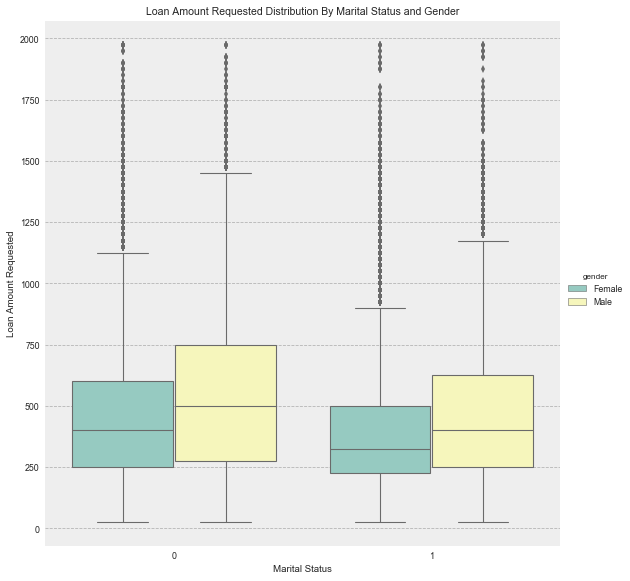 Loan Amount Requested Distribution By Marital Status and Gender
2000
1750
1500
1250
1000
750
500
250
0
Loan Amount Requested
gender
Female
Male
0
1
Marital Status